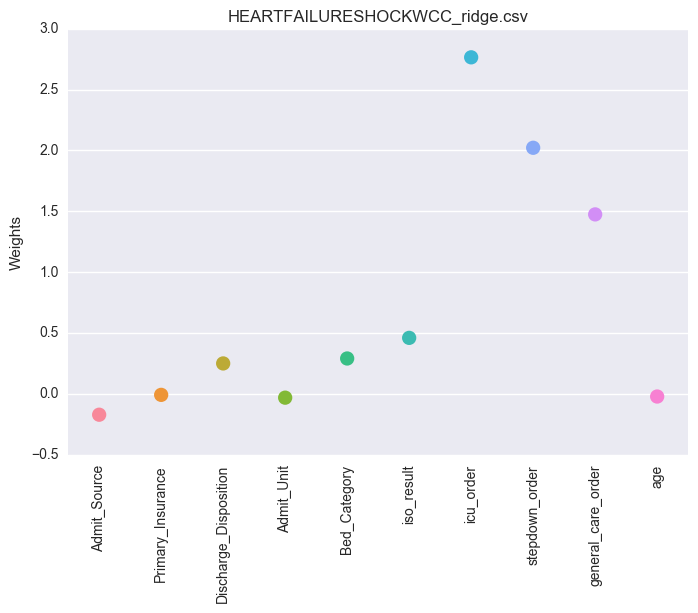 HEARTFAILURESHOCKWCC_ridge.csv
3.0
2.5
2.0
1.5
1.0
0.5
0.0
−0.5
Weights
Admit_Source
Primary_Insurance
Discharge_Disposition
Admit_Unit
Bed_Category
iso_result
icu_order
stepdown_order
general_care_order
age